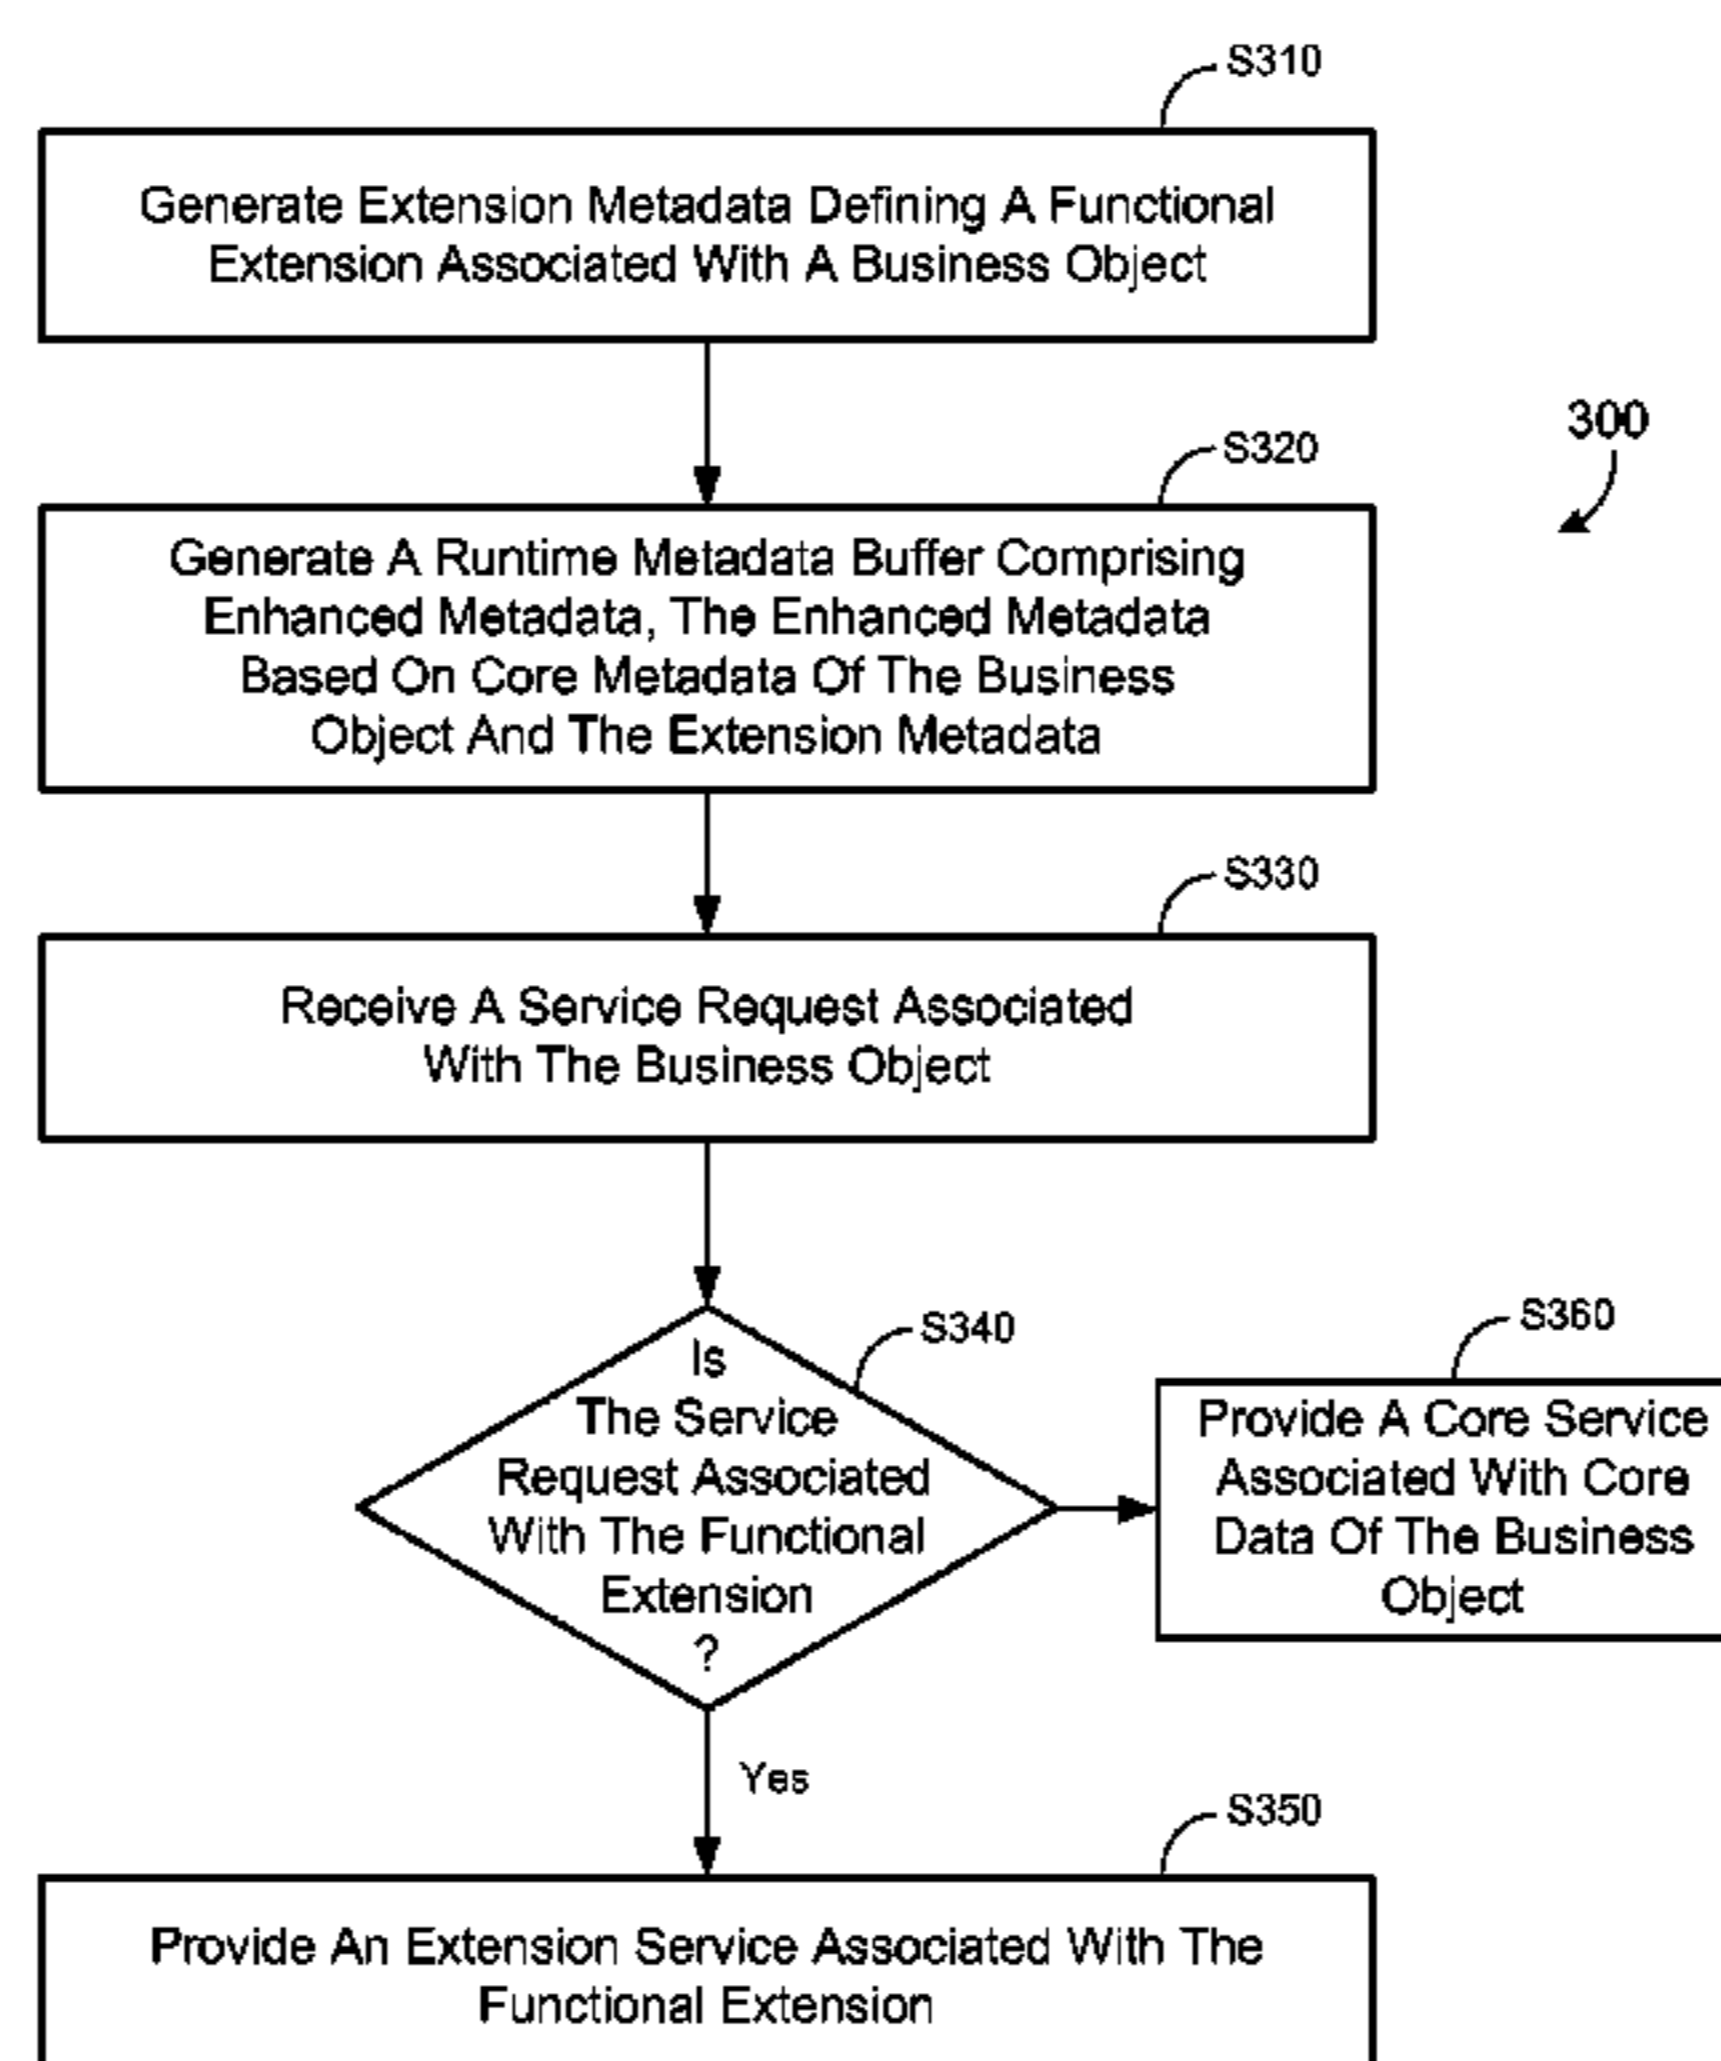 S310
Generate Extension Metadata Defining A Functional
Extension Associated With A Business Object
300
S320
Generate A Runtime Metadata Buffer Comprising
Enhanced Metadata, The Enhanced Metadata
Based On Core Metadata Of The Business
Object And The Extension Metadata
S330
Receive A Service Request Associated
With The Business Object
S340
Is
The Service
Request Associated
With The Functional
Extension
?
S360
Provide A Core Service
Associated With Core
Data Of The Business
Object
Yes
S350
Provide An Extension Service Associated With The
Functional Extension